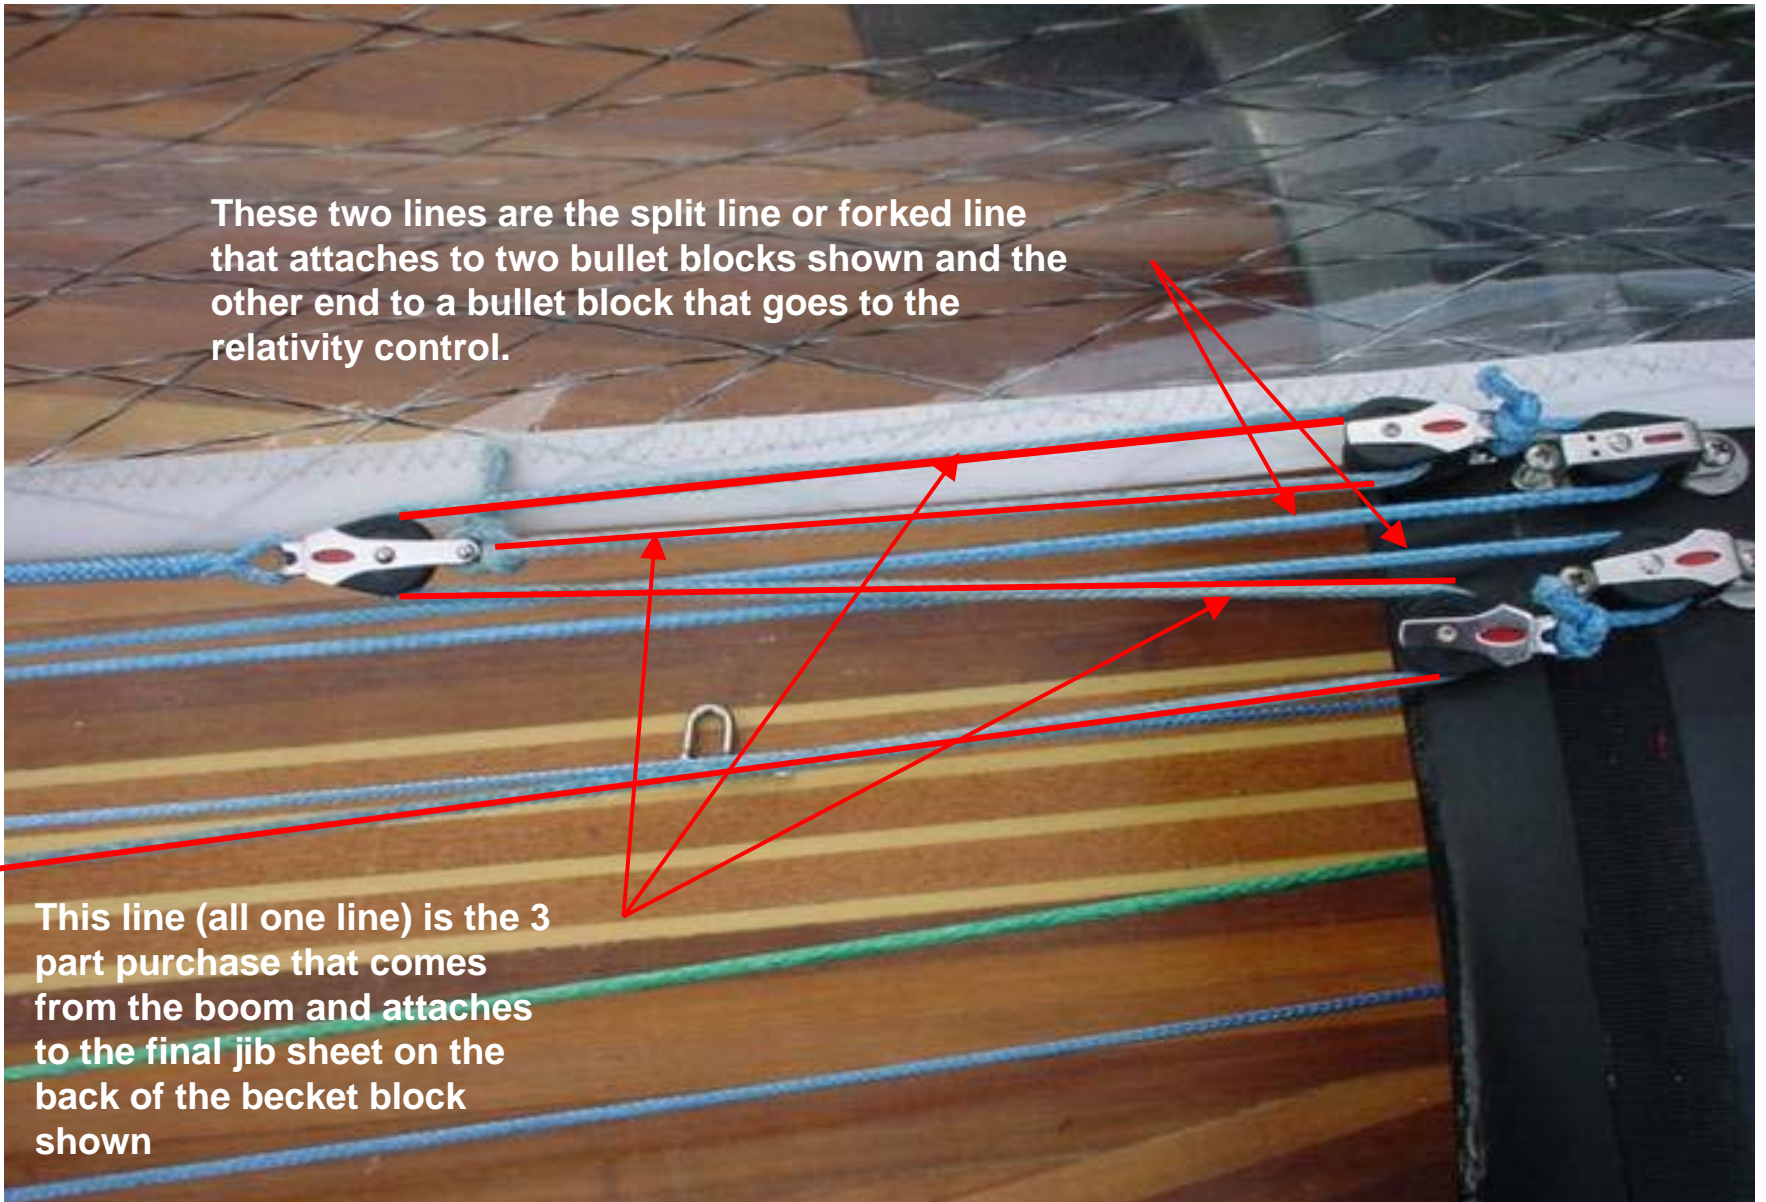 These two lines are the split line or forked line
that attaches to two bullet blocks shown and the
other end to a bullet block that goes to the
relativity control.
This line (all one line) is the 3
part purchase that comes
from the boom and attaches
to the final jib sheet on the
back of the becket block
shown